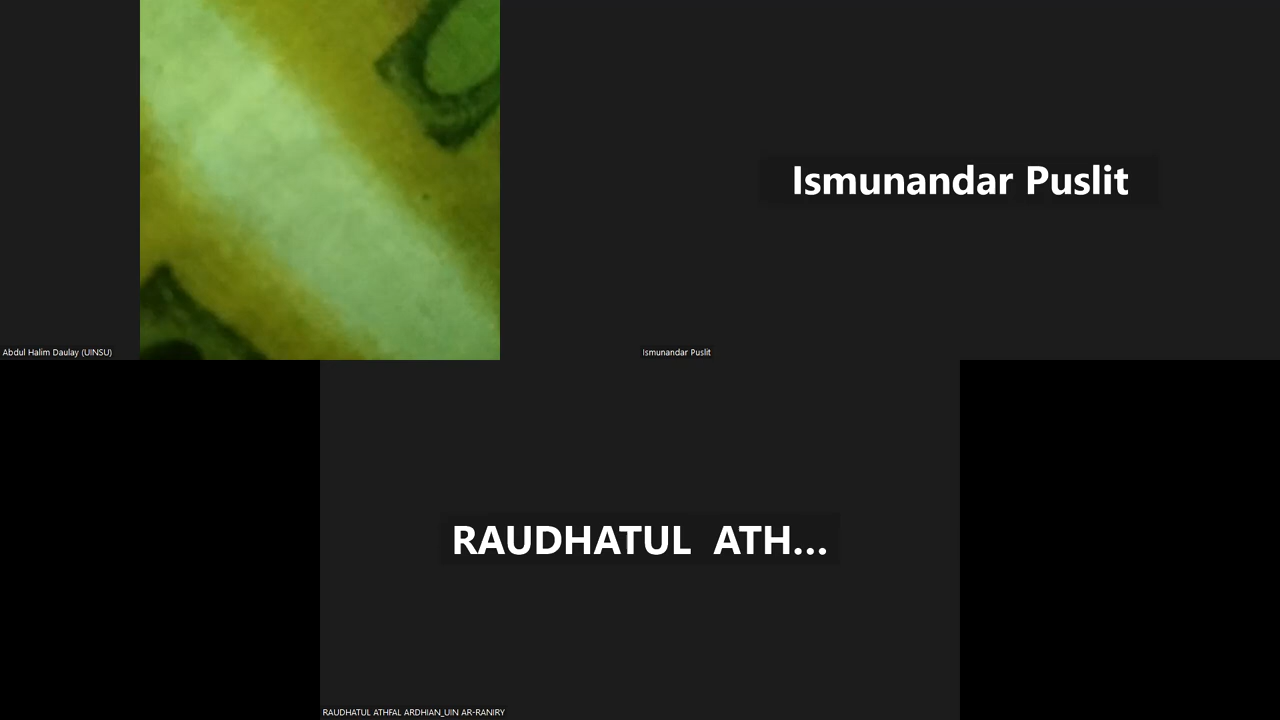 Ismunandar Puslit
Abdul Halim Daulay (UINSU)
Ismunandar Puslit
RAUDHATUL ATH...
RAUDHATUL ATHFAL ARDHIAN_UIN AR-RANIRY